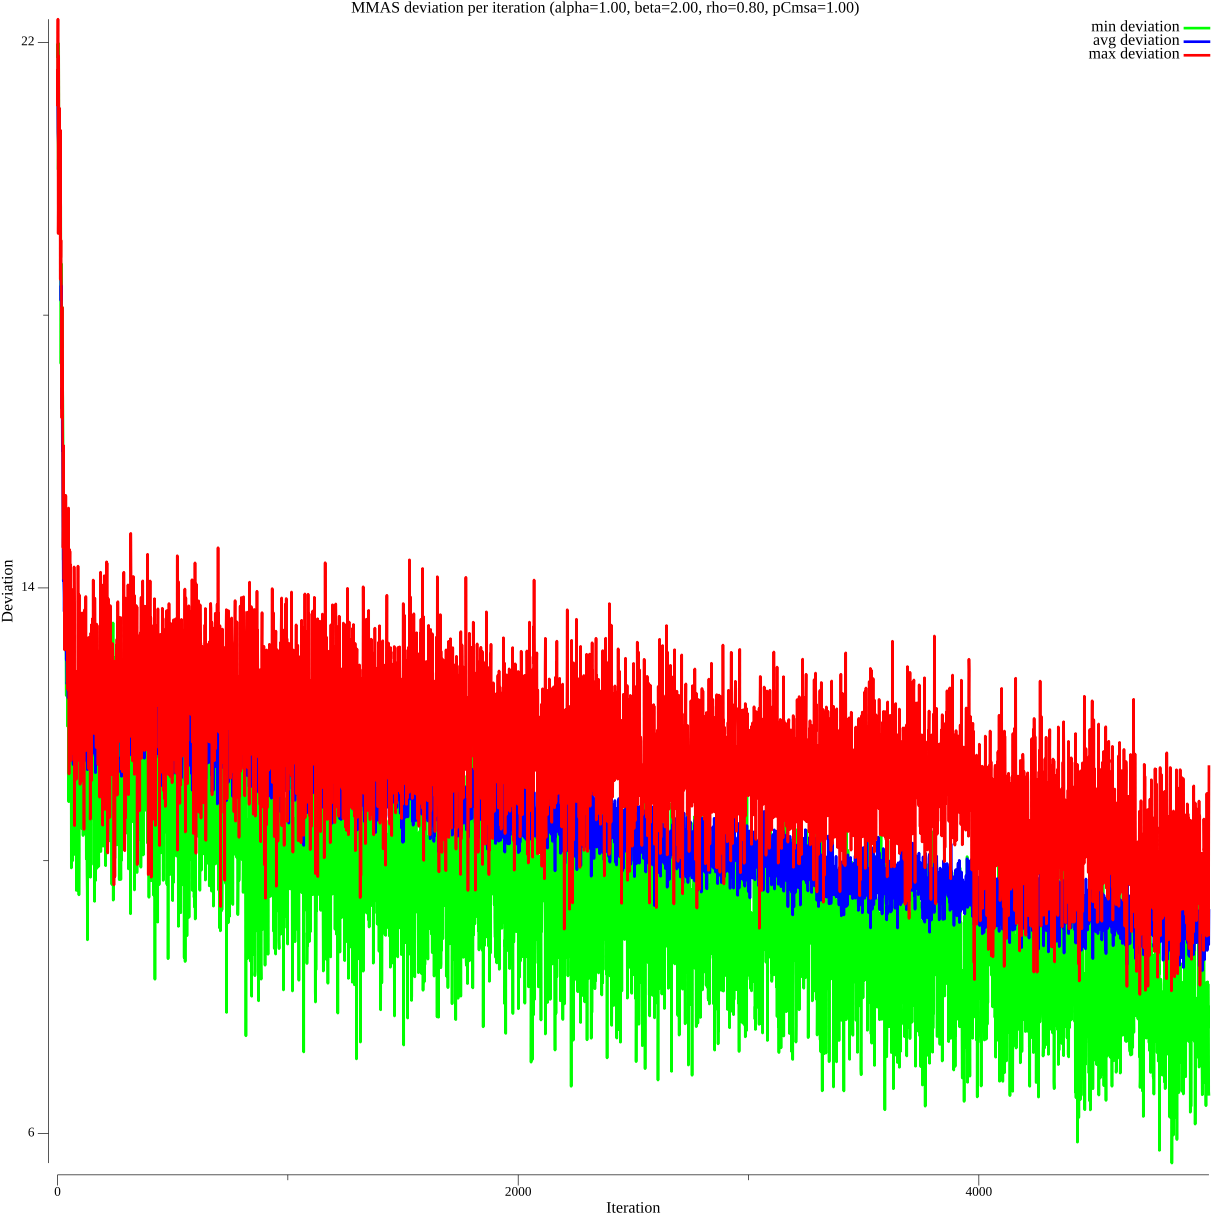 MMAS deviation per iteration (alpha=1.00, beta=2.00, rho=0.80, pCmsa=1.00)
min deviation
avg deviation
max deviation
22
14
6
Deviation
0 2000 4000
Iteration